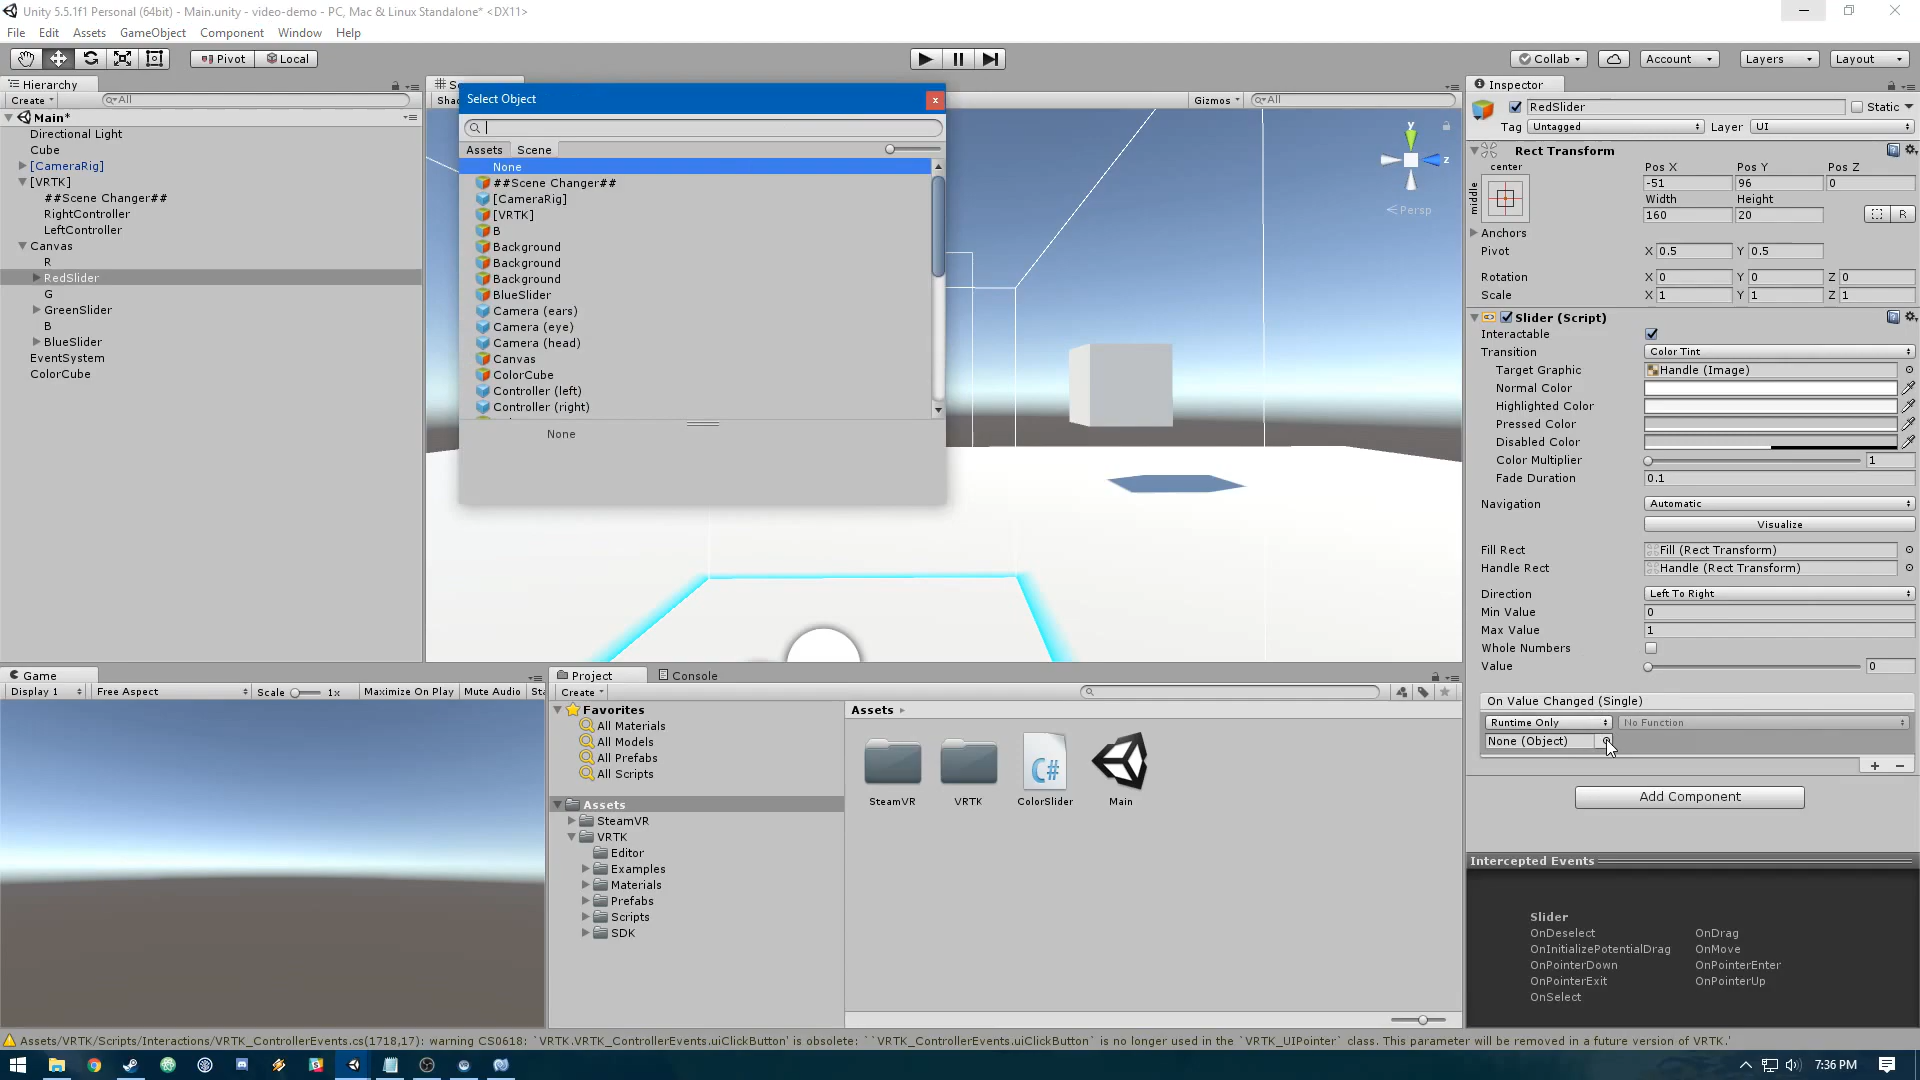 Unity 5.5.1f1 Personal (64bit) - Main.unity - video-demo - PC, Mac & Linux Standalone* <DX11>
File Edit Assets GameObject Component Window Help
Pivot Local Collab Account Layers Layout
Hierarchy
Create All
Main*
Directional Light
Cube
[CameraRig]
[VRTK]
##Scene Changer##
RightController
LeftController
Canvas
R
RedSlider
G
GreenSlider
B
BlueSlider
EventSystem
ColorCube
Gizmos All
y
z
Persp
Select Object
Assets Scene
None
##Scene Changer##
[CameraRig]
[VRTK]
B
Background
Background
Background
BlueSlider
Camera (ears)
Camera (eye)
Camera (head)
Canvas
ColorCube
Controller (left)
Controller (right)
None
Inspector
RedSlider Static
Tag Untagged Layer UI
Rect Transform
center
middle
Pos X Pos Y Pos Z
-51 96 0
Width Height
160 20
R
Anchors
Pivot X 0.5 Y 0.5
Rotation X 0 Y 0 Z 0
Scale X 1 Y 1 Z 1
Slider (Script)
Interactable
Transition Color Tint
Target Graphic Handle (Image)
Normal Color
Highlighted Color
Pressed Color
Disabled Color
Color Multiplier 1
Fade Duration 0.1
Navigation Automatic
Visualize
Fill Rect Fill (Rect Transform)
Handle Rect Handle (Rect Transform)
Direction Left To Right
Min Value 0
Max Value 1
Whole Numbers
Value 0
On Value Changed (Single)
Runtime Only No Function
None (Object)
+ −
Add Component
Intercepted Events
Slider
OnDeselect OnDrag
OnInitializePotentialDrag OnMove
OnPointerDown OnPointerEnter
OnPointerExit OnPointerUp
OnSelect
Game
Display 1 Free Aspect Scale 1x Maximize On Play Mute Audio
Project Console
Create
Favorites
All Materials
All Models
All Prefabs
All Scripts
Assets
SteamVR
VRTK
Editor
Examples
Materials
Prefabs
Scripts
SDK
Assets
SteamVR VRTK ColorSlider Main
C#
Assets/VRTK/Scripts/Interactions/VRTK_ControllerEvents.cs(1718,17): warning CS0618: `VRTK.VRTK_ControllerEvents.uiClickButton' is obsolete: ``VRTK_ControllerEvents.uiClickButton` is no longer used in the `VRTK_UIPointer` class. This parameter will be removed in a future version of VRTK.'
7:36 PM